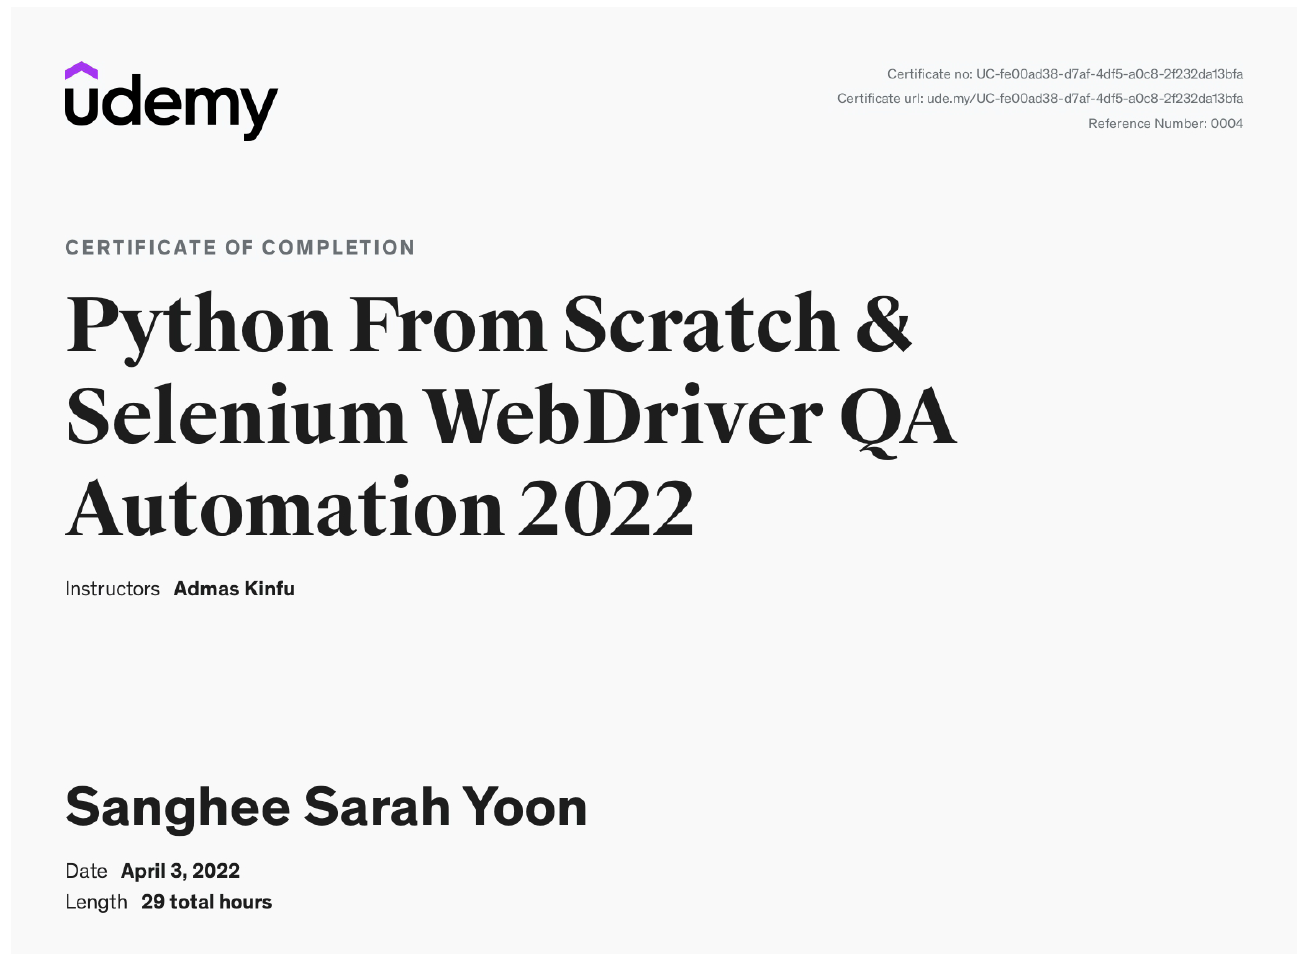 udemy
Certificate no: UC-fe00ad38-d7af-4df5-a0c8-2f232da13bfa
Certificate url: ude.my/UC-fe00ad38-d7af-4df5-a0c8-2f232da13bfa
Reference Number: 0004
CERTIFICATE OF COMPLETION
Python From Scratch &
Selenium WebDriver QA
Automation 2022
Instructors Admas Kinfu
Sanghee Sarah Yoon
Date April 3, 2022
Length 29 total hours